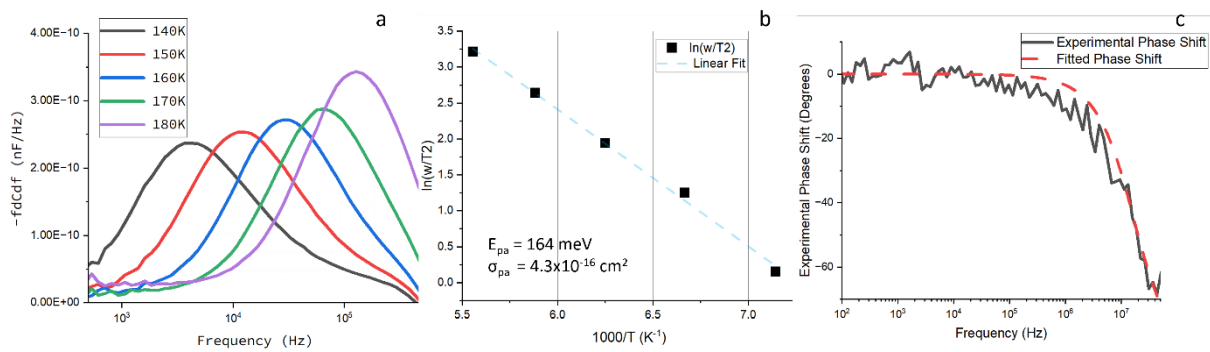 a
4.00E-10
3.00E-10
2.00E-10
1.00E-10
0.00E+00
-fdCdf (nF/Hz)
140K
150K
160K
170K
180K
10³
10⁴
10⁵
Frequency (Hz)
b
3.5
3.0
2.5
2.0
1.5
1.0
0.5
0.0
ln(w/T2)
ln(w/T2)
Linear Fit
E_pa = 164 meV
σ_pa = 4.3x10⁻¹⁶ cm²
5.5
6.0
6.5
7.0
1000/T (K⁻¹)
c
Experimental Phase Shift
Fitted Phase Shift
0
−20
−40
−60
Experimental Phase Shift (Degrees)
10²
10³
10⁴
10⁵
10⁶
10⁷
Frequency (Hz)